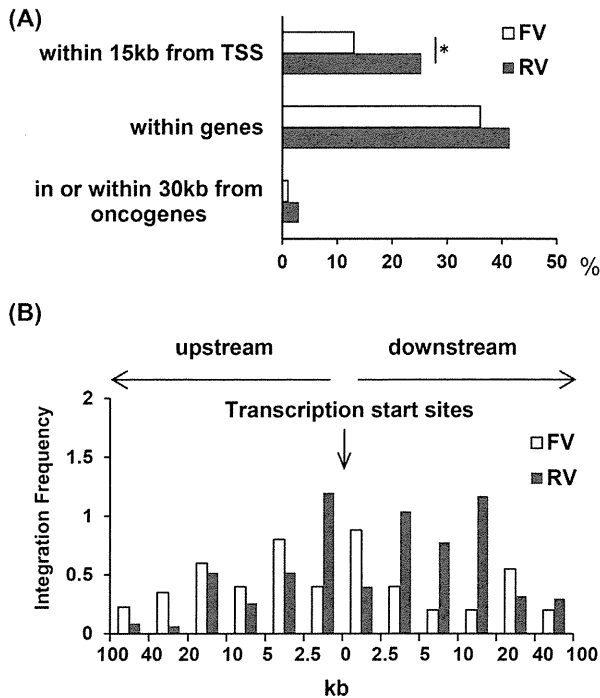 (A)
within 15kb from TSS
within genes
in or within 30kb from
oncogenes
*
FV
RV
0 10 20 30 40 50 %
(B)
upstream
downstream
Transcription start sites
FV
RV
Integration Frequency
2
1.5
1
0.5
0
100 40 20 10 5 2.5 0 2.5 5 10 20 40 100
kb